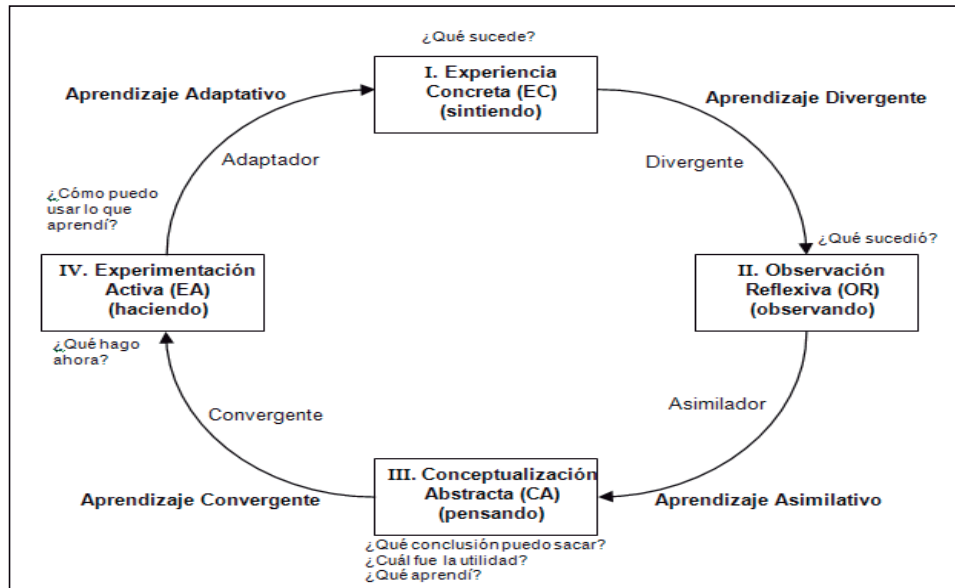 ¿Qué sucede?
I. Experiencia
Concreta (EC)
(sintiendo)
Aprendizaje Adaptativo
Aprendizaje Divergente
Adaptador
Divergente
¿Cómo puedo
usar lo que
aprendí?
¿Qué sucedió?
IV. Experimentación
Activa (EA)
(haciendo)
II. Observación
Reflexiva (OR)
(observando)
¿Qué hago
ahora?
Convergente
Asimilador
III. Conceptualización
Abstracta (CA)
(pensando)
Aprendizaje Convergente
Aprendizaje Asimilativo
¿Qué conclusión puedo sacar?
¿Cuál fue la utilidad?
¿Qué aprendí?